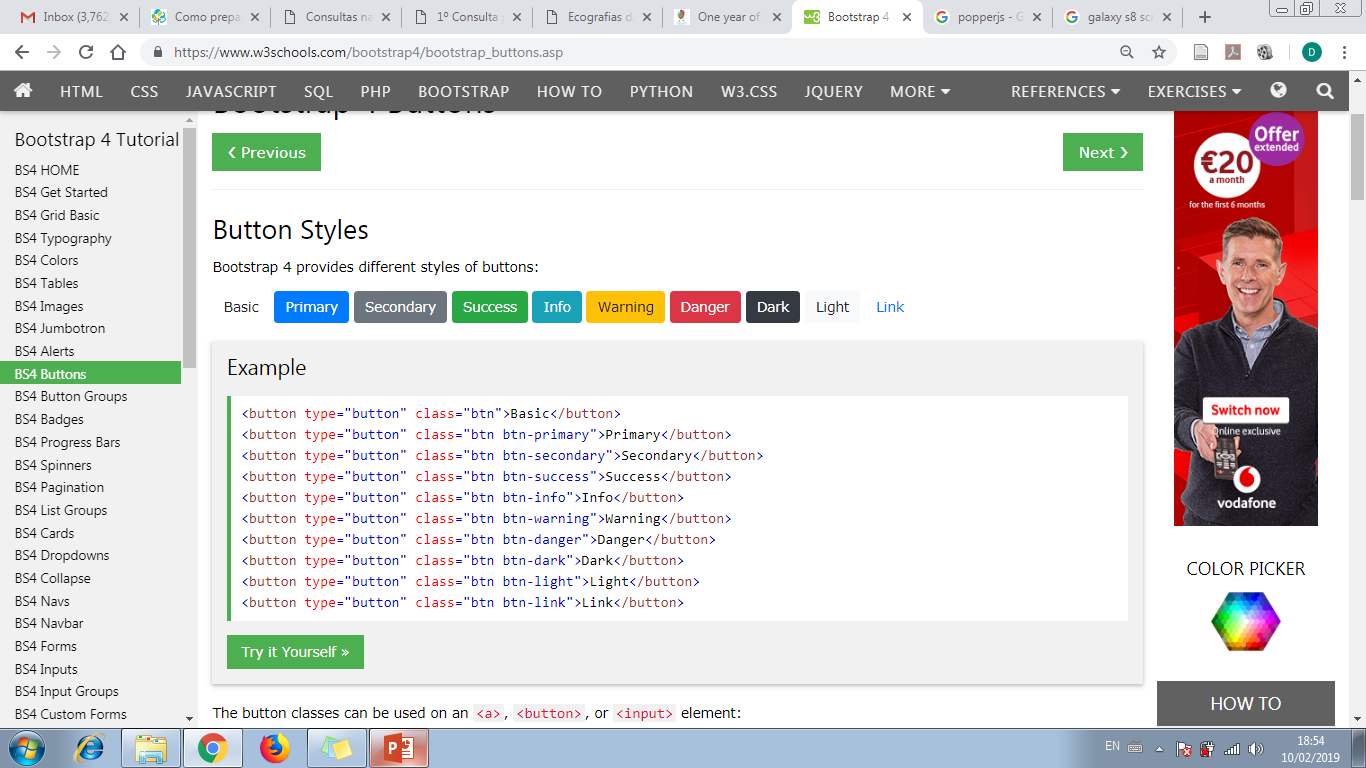 Inbox (3,762
Como prepa
Consultas na
1º Consulta p
Ecografias d
One year of
Bootstrap 4
popperjs - G
galaxy s8 scr
https://www.w3schools.com/bootstrap4/bootstrap_buttons.asp
D
HTML CSS JAVASCRIPT SQL PHP BOOTSTRAP HOW TO PYTHON W3.CSS JQUERY MORE REFERENCES EXERCISES
Bootstrap 4 Tutorial
BS4 HOME
BS4 Get Started
BS4 Grid Basic
BS4 Typography
BS4 Colors
BS4 Tables
BS4 Images
BS4 Jumbotron
BS4 Alerts
BS4 Buttons
BS4 Button Groups
BS4 Badges
BS4 Progress Bars
BS4 Spinners
BS4 Pagination
BS4 List Groups
BS4 Cards
BS4 Dropdowns
BS4 Collapse
BS4 Navs
BS4 Navbar
BS4 Forms
BS4 Inputs
BS4 Input Groups
BS4 Custom Forms
Bootstrap 4 Buttons
❮ Previous
Next ❯
Button Styles
Bootstrap 4 provides different styles of buttons:
Basic Primary Secondary Success Info Warning Danger Dark Light Link
Example
<button type="button" class="btn">Basic</button>
<button type="button" class="btn btn-primary">Primary</button>
<button type="button" class="btn btn-secondary">Secondary</button>
<button type="button" class="btn btn-success">Success</button>
<button type="button" class="btn btn-info">Info</button>
<button type="button" class="btn btn-warning">Warning</button>
<button type="button" class="btn btn-danger">Danger</button>
<button type="button" class="btn btn-dark">Dark</button>
<button type="button" class="btn btn-light">Light</button>
<button type="button" class="btn btn-link">Link</button>
Try it Yourself »
The button classes can be used on an <a>, <button>, or <input> element:
Offer
extended
€20
a month
for the first 6 months
Switch now
Online exclusive
vodafone
COLOR PICKER
HOW TO
EN
18:54
10/02/2019